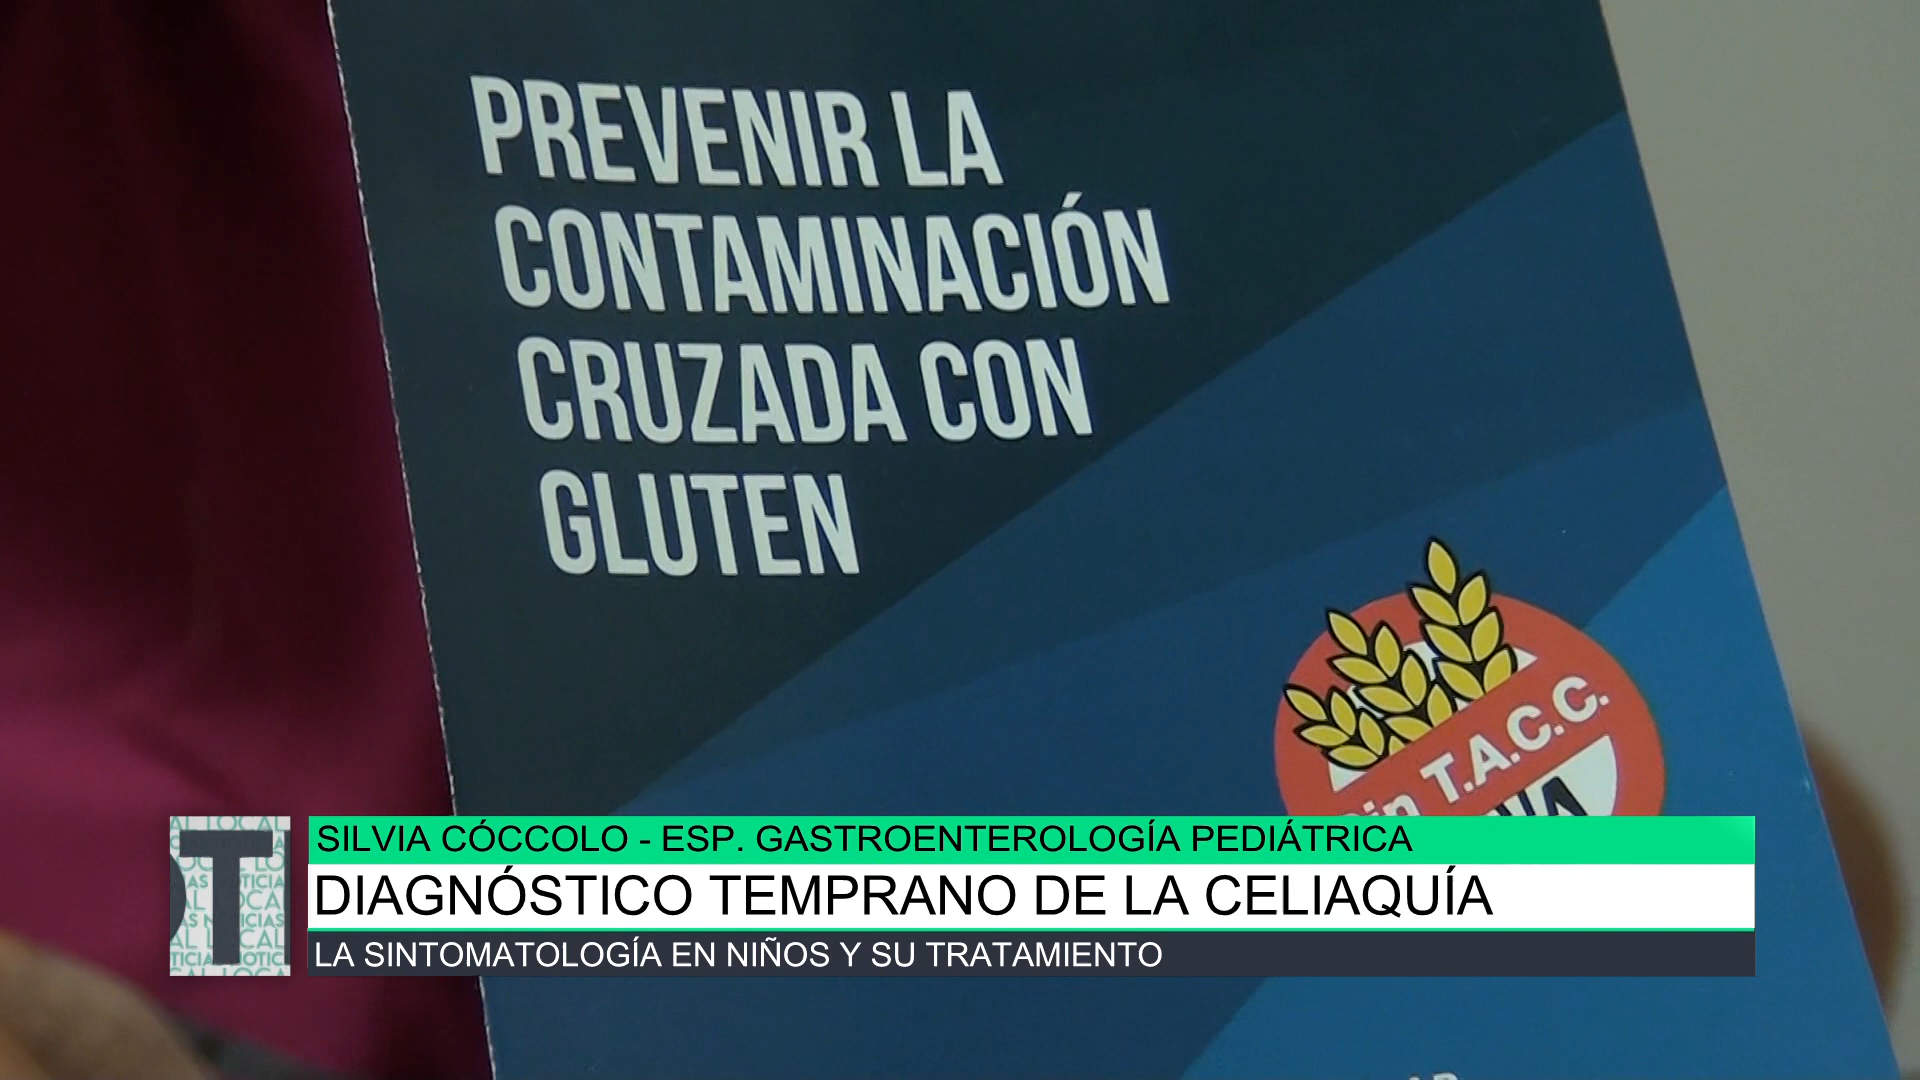 PREVENIR LA
CONTAMINACIÓN
CRUZADA CON
GLUTEN
Sin T.A.C.C.
SILVIA CÓCCOLO - ESP. GASTROENTEROLOGÍA PEDIÁTRICA
DIAGNÓSTICO TEMPRANO DE LA CELIAQUÍA
LA SINTOMATOLOGÍA EN NIÑOS Y SU TRATAMIENTO